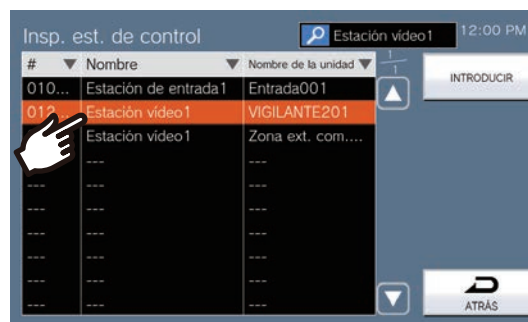 Insp. est. de control
Estación vídeo1
12:00 PM
# Nombre Nombre de la unidad
1
1
INTRODUCIR
010... Estación de entrada1 Entrada001
012... Estación vídeo1 VIGILANTE201
Estación vídeo1 Zona ext. com....
--- --- ---
--- --- ---
--- --- ---
--- --- ---
--- --- ---
--- --- ---
ATRÁS